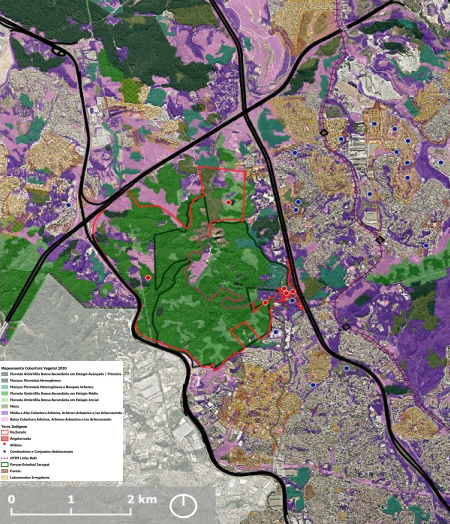 Mapeamento Cobertura Vegetal 2020
Floresta Ombrófila Densa Secundária em Estágio Avançado / Primária
Maciços Florestais Homogêneos
Maciços Florestais Heterogêneos e Bosques Urbanos
Floresta Ombrófila Densa Secundária em Estágio Médio
Floresta Ombrófila Densa Secundária em Estágio Inicial
Média a Alta Cobertura Arbórea, Arbóreo-Arbustiva e/ou Arborescente
Baixa Cobertura Arbórea, Arbóreo-Arbustiva e/ou Arborescente
Terra Indígena
Declarada
Regularizada
Aldeias
Condomínios e Conjuntos Habitacionais
CPTM Linha Rubi
Parque Estadual Jaraguá
Favela
Loteamentos Irregulares
0 1 2 km